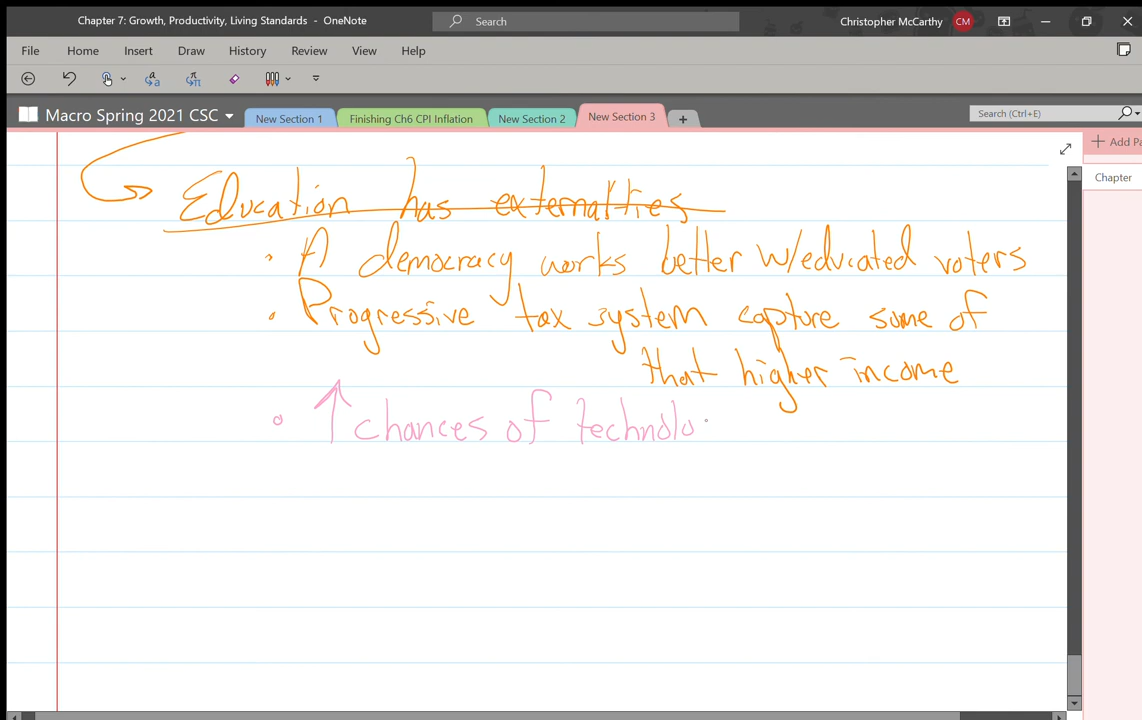 Chapter 7: Growth, Productivity, Living Standards - OneNote
Search
Christopher McCarthy CM
File Home Insert Draw History Review View Help
Macro Spring 2021 CSC
New Section 1 Finishing Ch6 CPI Inflation New Section 2 New Section 3
Search (Ctrl+E)
Add Pa
Chapter
Education has externalties
• A democracy works better w/educated voters
• Progressive tax system capture some of
that higher income
• ↑ chances of technolo